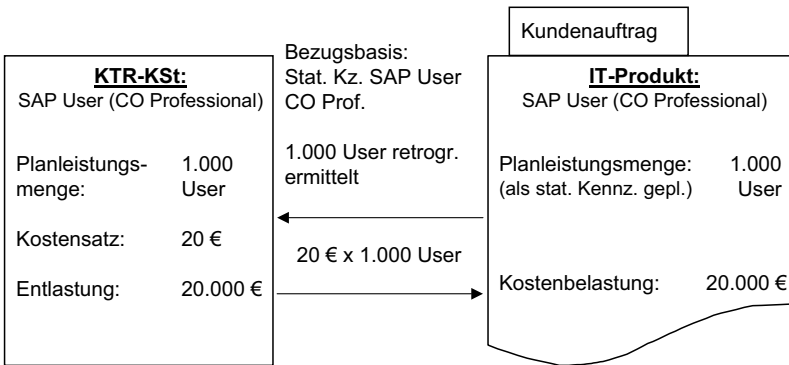 KTR-KSt:
SAP User (CO Professional)
Planleistungs- 1.000
menge: User
Kostensatz: 20 €
Entlastung: 20.000 €
Bezugsbasis:
Stat. Kz. SAP User
CO Prof.
1.000 User retrogr.
ermittelt
20 € x 1.000 User
Kundenauftrag
IT-Produkt:
SAP User (CO Professional)
Planleistungsmenge: 1.000
(als stat. Kennz. gepl.) User
Kostenbelastung: 20.000 €